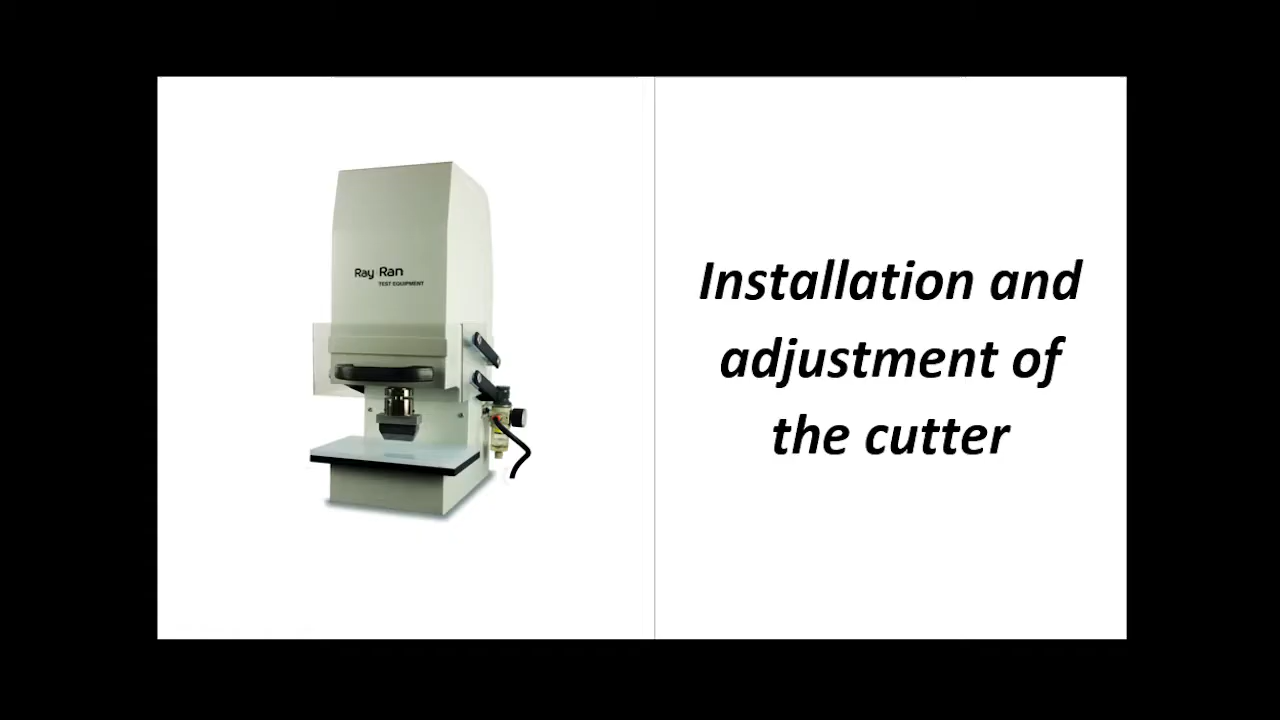 Ray Ran
TEST EQUIPMENT
Installation and
adjustment of
the cutter